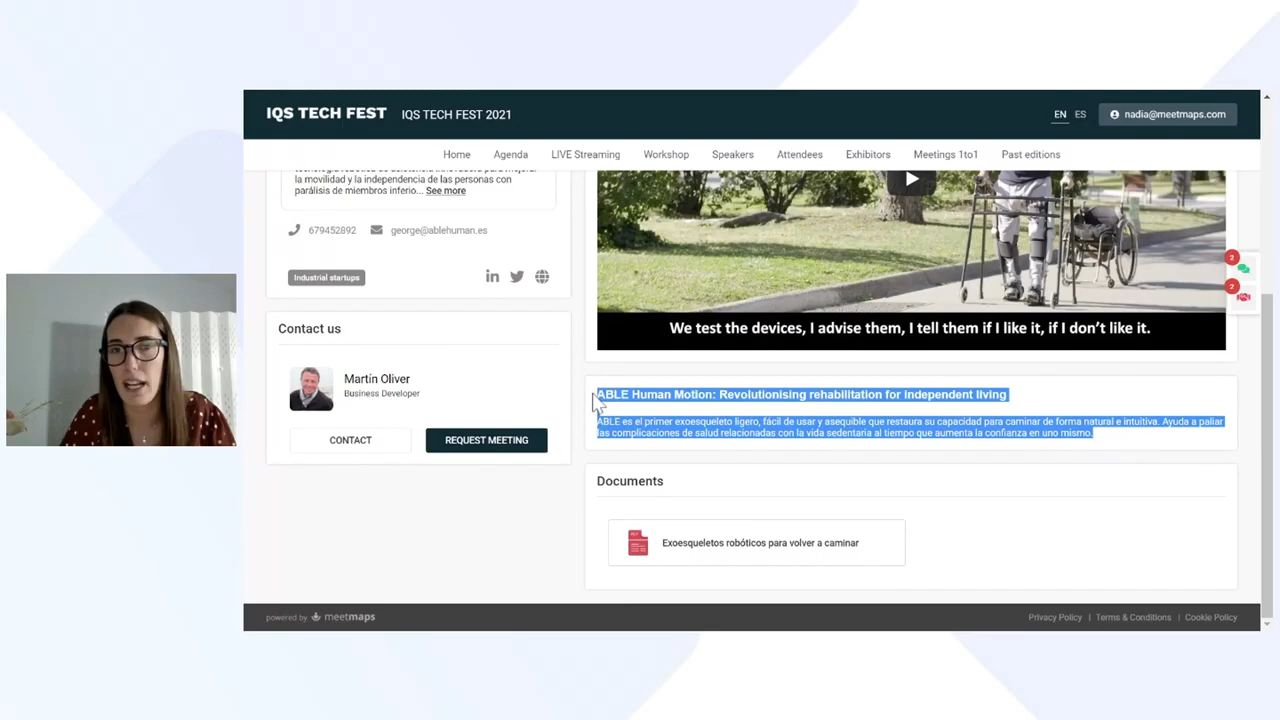 IQS TECH FEST
IQS TECH FEST 2021
EN ES
nadia@meetmaps.com
Home Agenda LIVE Streaming Workshop Speakers Attendees Exhibitors Meetings 1to1 Past editions
la movilidad y la independencia de las personas con
parálisis de miembros inferio... See more
679452892 george@ablehuman.es
Industrial startups
Contact us
Martín Oliver
Business Developer
CONTACT
REQUEST MEETING
We test the devices, I advise them, I tell them if I like it, if I don't like it.
2
2
ABLE Human Motion: Revolutionising rehabilitation for independent living
ABLE es el primer exoesqueleto ligero, fácil de usar y asequible que restaura su capacidad para caminar de forma natural e intuitiva. Ayuda a paliar
las complicaciones de salud relacionadas con la vida sedentaria al tiempo que aumenta la confianza en uno mismo.
Documents
Exoesqueletos robóticos para volver a caminar
powered by meetmaps
Privacy Policy | Terms & Conditions | Cookie Policy